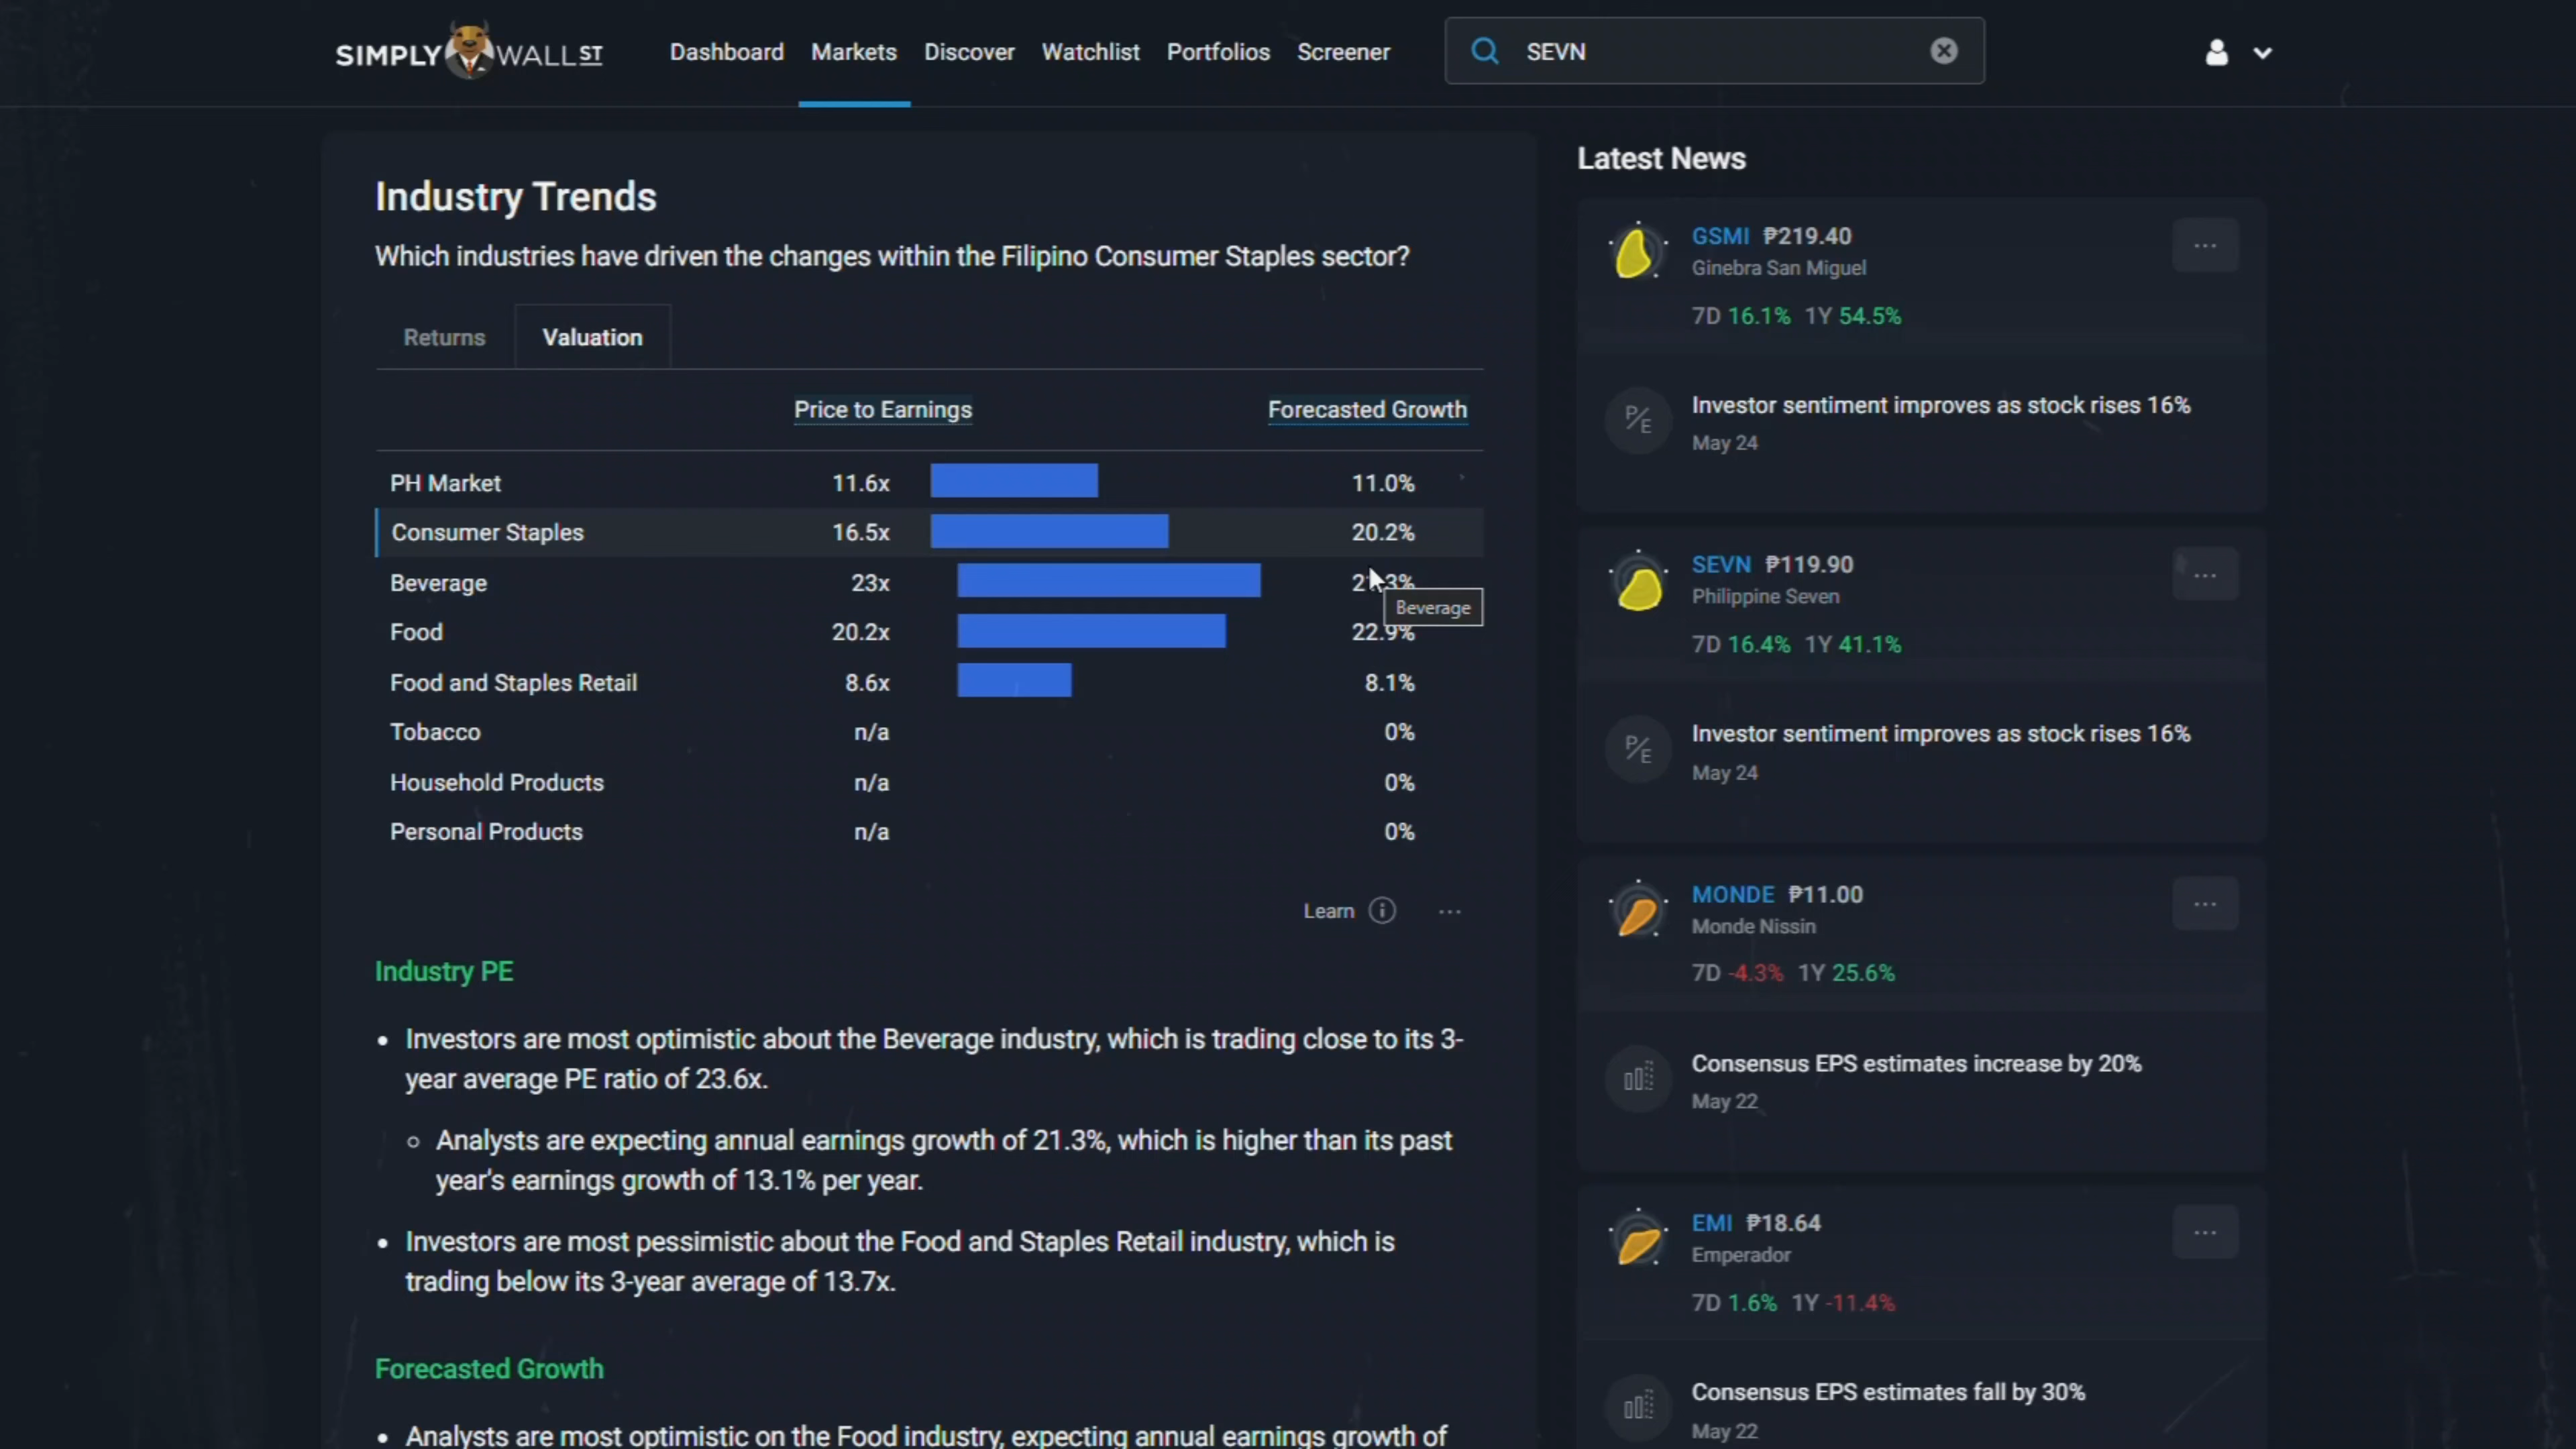 SIMPLY WALL ST
Dashboard Markets Discover Watchlist Portfolios Screener
SEVN
Industry Trends
Which industries have driven the changes within the Filipino Consumer Staples sector?
Returns Valuation
Price to Earnings Forecasted Growth
PH Market 11.6x 11.0%
Consumer Staples 16.5x 20.2%
Beverage 23x
Beverage
Food 20.2x 22.9%
Food and Staples Retail 8.6x 8.1%
Tobacco n/a 0%
Household Products n/a 0%
Personal Products n/a 0%
Learn
Industry PE
• Investors are most optimistic about the Beverage industry, which is trading close to its 3-
year average PE ratio of 23.6x.
Analysts are expecting annual earnings growth of 21.3%, which is higher than its past
year's earnings growth of 13.1% per year.
• Investors are most pessimistic about the Food and Staples Retail industry, which is
trading below its 3-year average of 13.7x.
Forecasted Growth
• Analysts are most optimistic on the Food industry, expecting annual earnings growth of
Latest News
GSMI ₱219.40
Ginebra San Miguel
7D 16.1% 1Y 54.5%
P/E
Investor sentiment improves as stock rises 16%
May 24
SEVN ₱119.90
Philippine Seven
7D 16.4% 1Y 41.1%
P/E
Investor sentiment improves as stock rises 16%
May 24
MONDE ₱11.00
Monde Nissin
7D -4.3% 1Y 25.6%
Consensus EPS estimates increase by 20%
May 22
EMI ₱18.64
Emperador
7D 1.6% 1Y -11.4%
Consensus EPS estimates fall by 30%
May 22